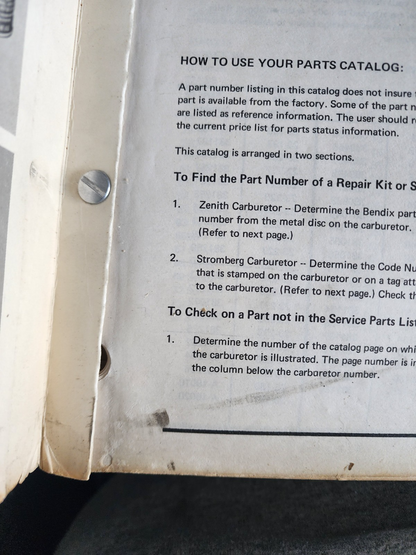 HOW TO USE YOUR PARTS CATALOG:
A part number listing in this catalog does not insure
part is available from the factory. Some of the part n
are listed as reference information. The user should r
the current price list for parts status information.
This catalog is arranged in two sections.
To Find the Part Number of a Repair Kit or S
1. Zenith Carburetor -- Determine the Bendix part
number from the metal disc on the carburetor.
(Refer to next page.)
2. Stromberg Carburetor -- Determine the Code Nu
that is stamped on the carburetor or on a tag att
to the carburetor. (Refer to next page.) Check th
To Check on a Part not in the Service Parts List
1. Determine the number of the catalog page on whi
the carburetor is illustrated. The page number is in
the column below the carburetor number.